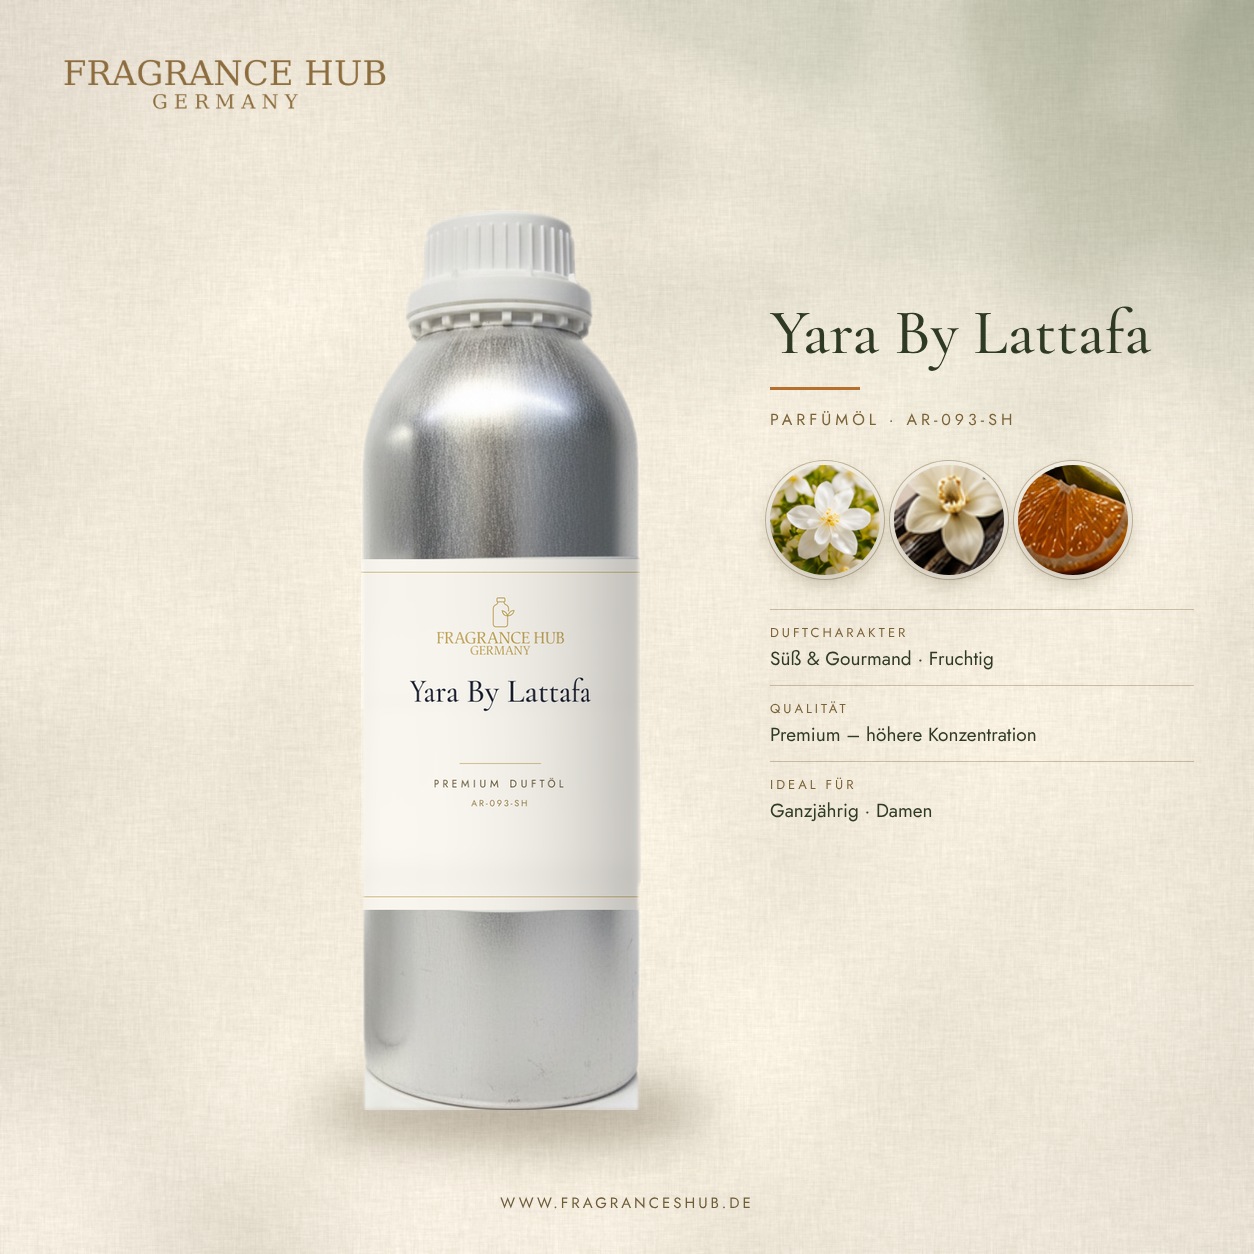 FRAGRANCE HUB
GERMANY
Yara By Lattafa
PARFÜMÖL · AR-093-SH
DUFTCHARAKTER
Süß & Gourmand · Fruchtig
QUALITÄT
Premium – höhere Konzentration
IDEAL FÜR
Ganzjährig · Damen
FRAGRANCE HUB
GERMANY
Yara By Lattafa
PREMIUM DUFTÖL
AR-093-SH
WWW.FRAGRANCESHUB.DE